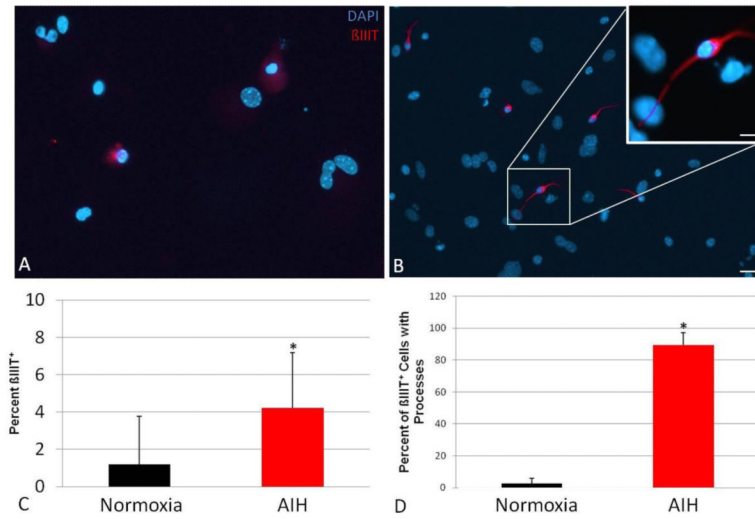 DAPI
ßIIIT
A
B
10
8
6
4
2
0
Percent ßIIIT⁺
*
Normoxia
AIH
C
120
100
80
60
40
20
0
Percent of ßIIIT⁺ Cells with
Processes
*
Normoxia
AIH
D